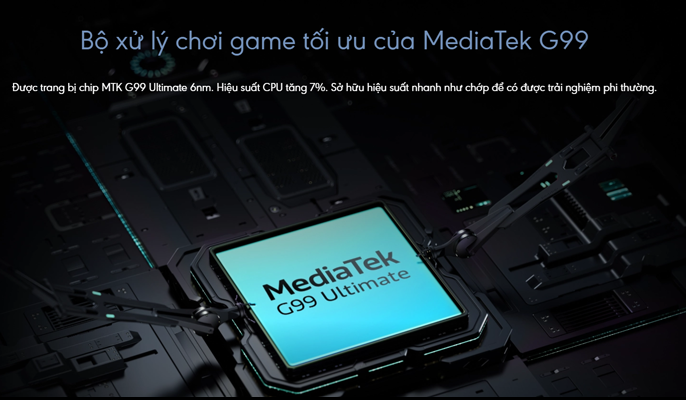 Bộ xử lý chơi game tối ưu của MediaTek G99
Được trang bị chip MTK G99 Ultimate 6nm. Hiệu suất CPU tăng 7%. Sở hữu hiệu suất nhanh như chớp để có được trải nghiệm phi thường.
MediaTek
G99 Ultimate